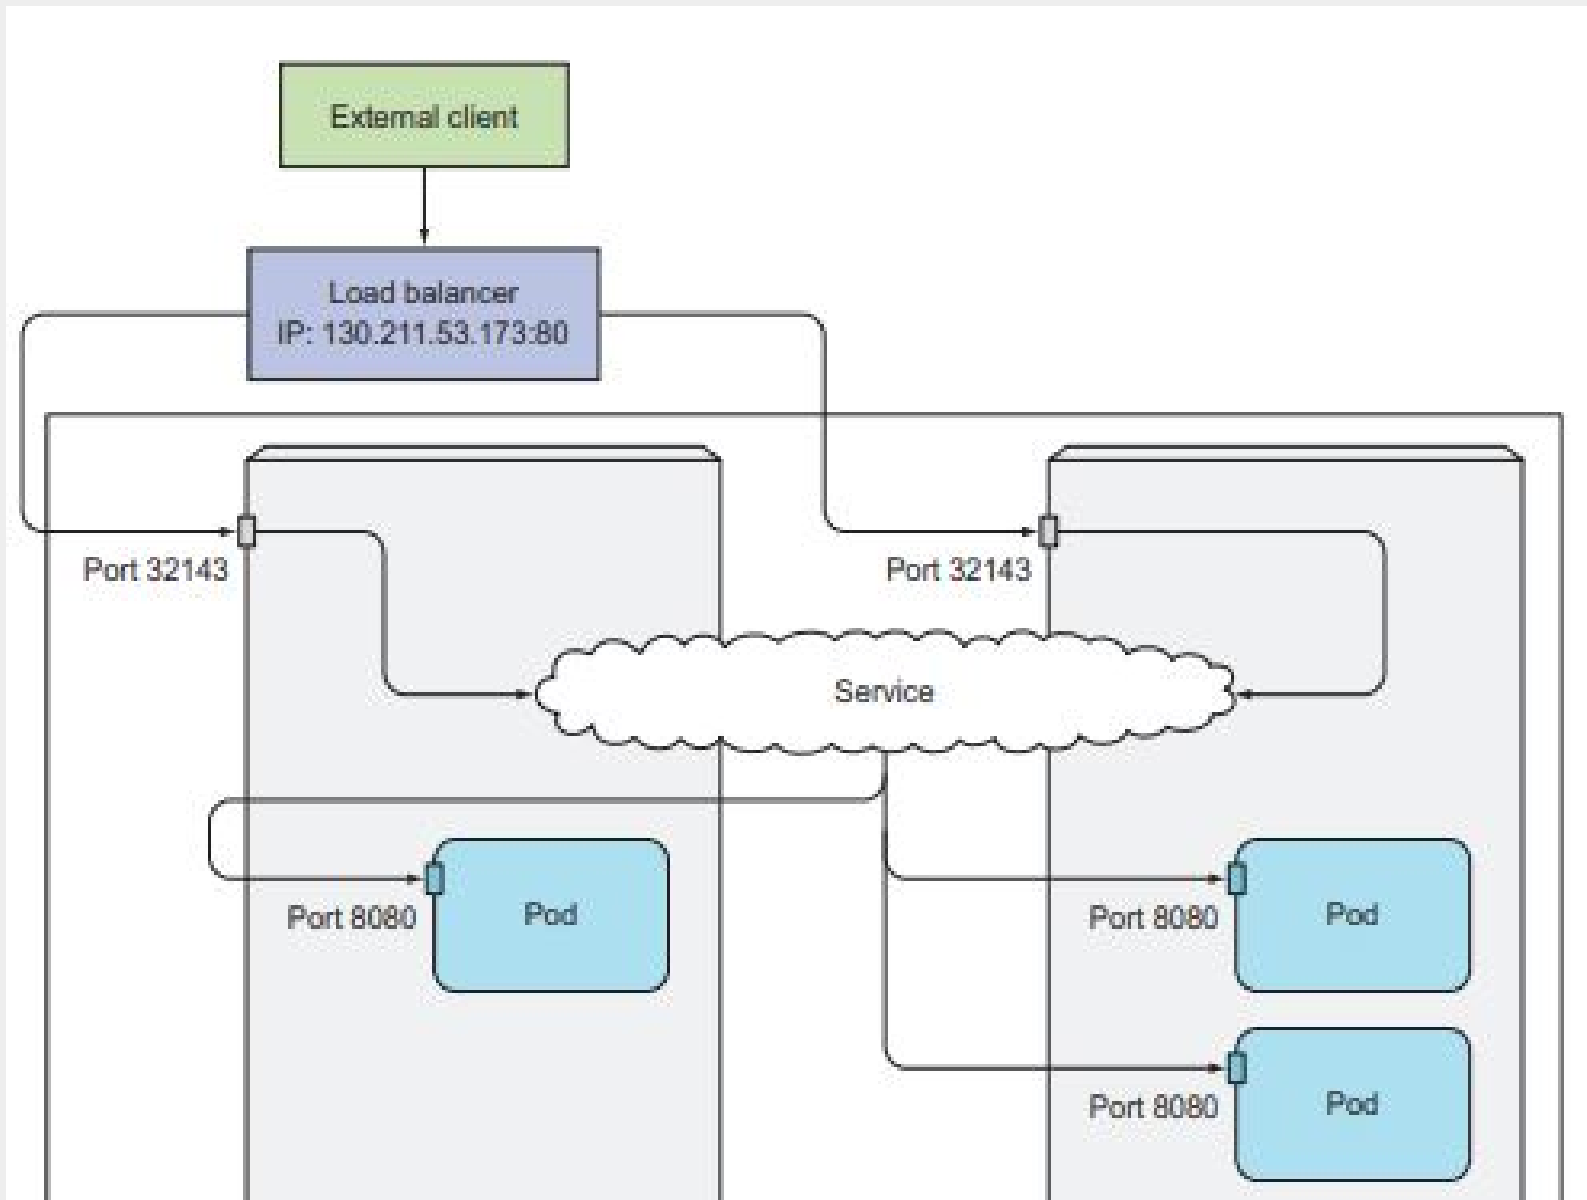 External client
Load balancer
IP: 130.211.53.173:80
Port 32143
Port 32143
Service
Port 8080
Pod
Port 8080
Pod
Port 8080
Pod